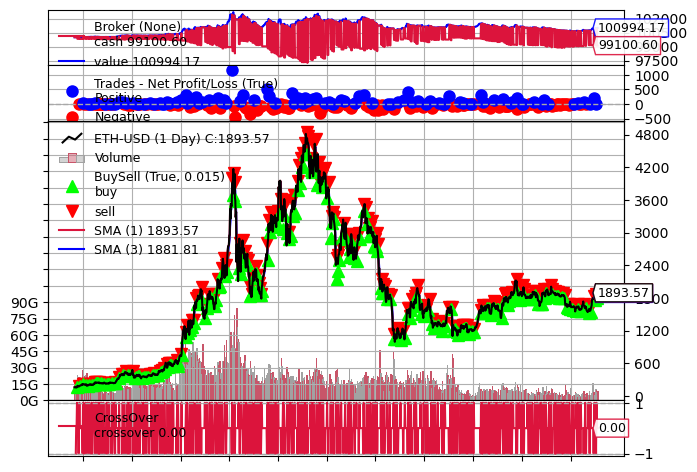 Broker (None)
cash 99100.60
value 100994.17
102000
100994.17
99100.60
97500
Trades - Net Profit/Loss (True)
Positive
Negative
1000
500
0
−500
ETH-USD (1 Day) C:1893.57
Volume
BuySell (True, 0.015)
buy
sell
SMA (1) 1893.57
SMA (3) 1881.81
4800
4200
3600
3000
2400
1893.57
1200
600
0
90G
75G
60G
45G
30G
15G
0G
CrossOver
crossover 0.00
1
0.00
−1